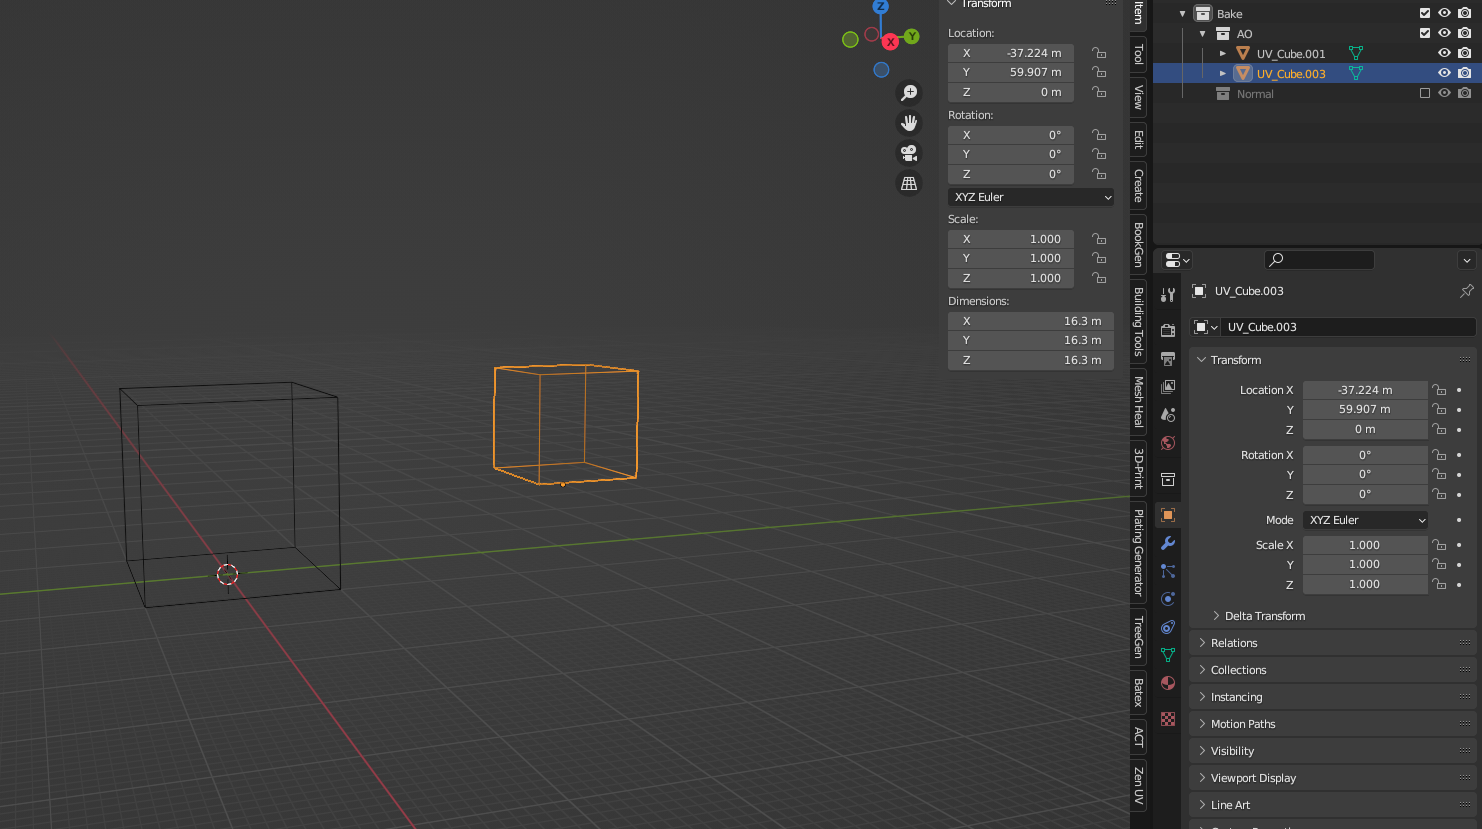 Transform
Location:
X -37.224 m
Y 59.907 m
Z 0 m
Rotation:
X 0°
Y 0°
Z 0°
XYZ Euler
Scale:
X 1.000
Y 1.000
Z 1.000
Dimensions:
X 16.3 m
Y 16.3 m
Z 16.3 m
Z
X
Y
Item
Tool
View
Edit
Create
BookGen
Building Tools
Mesh Heal
3D-Print
Plating Generator
TreeGen
Batex
ACT
Zen UV
Bake
AO
UV_Cube.001
UV_Cube.003
Normal
UV_Cube.003
UV_Cube.003
Transform
Location X -37.224 m
Y 59.907 m
Z 0 m
Rotation X 0°
Y 0°
Z 0°
Mode XYZ Euler
Scale X 1.000
Y 1.000
Z 1.000
Delta Transform
Relations
Collections
Instancing
Motion Paths
Visibility
Viewport Display
Line Art